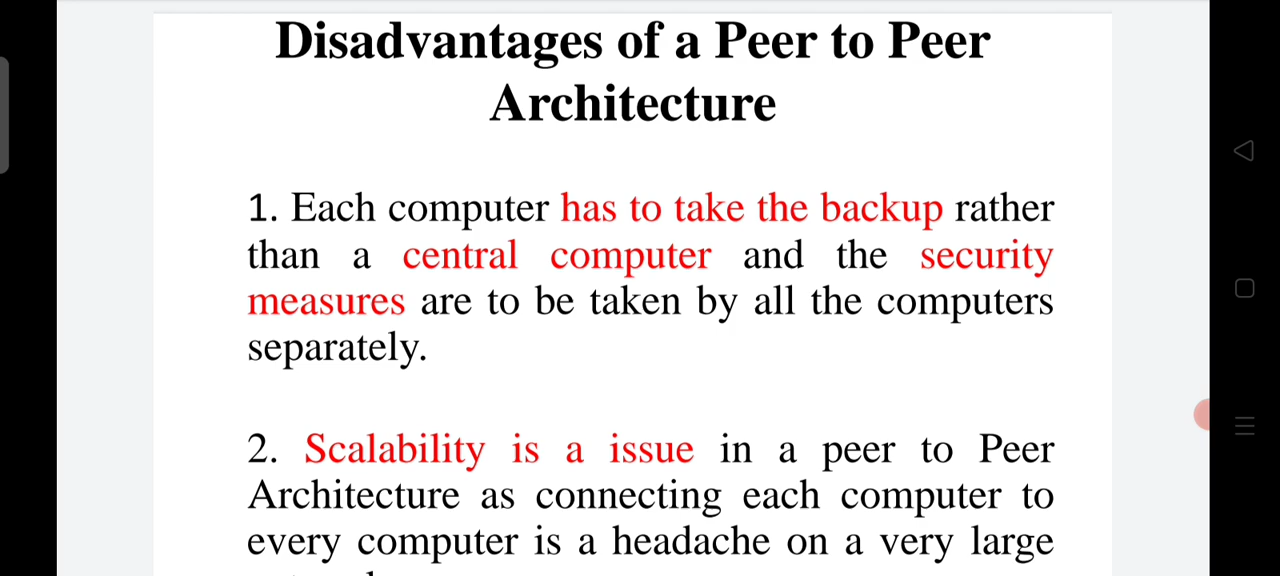 Disadvantages of a Peer to Peer
Architecture
1. Each computer has to take the backup rather
than a central computer and the security
measures are to be taken by all the computers
separately.
2. Scalability is a issue in a peer to Peer
Architecture as connecting each computer to
every computer is a headache on a very large